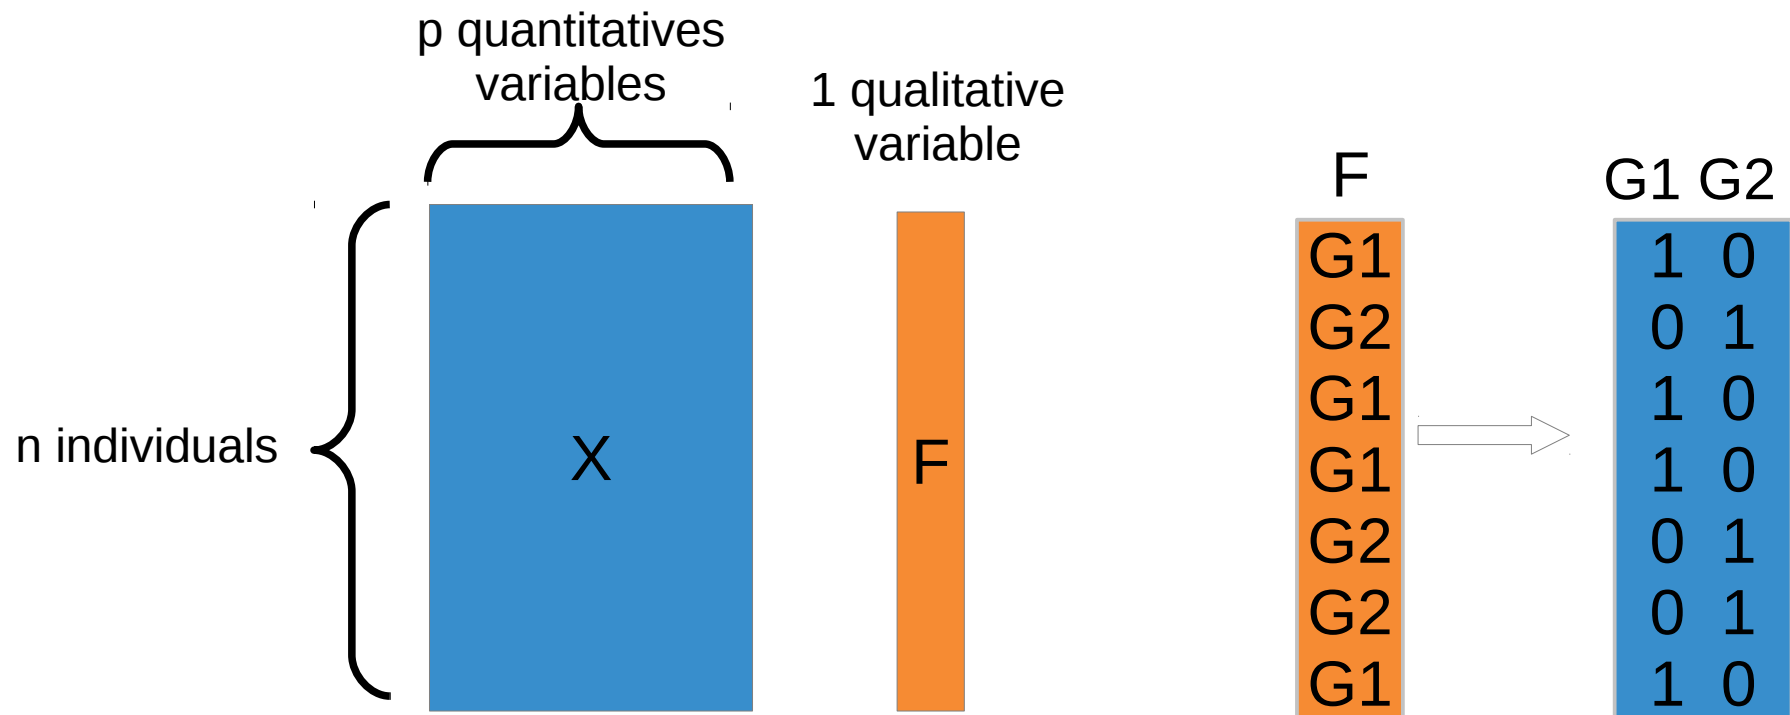 p quantitatives
variables
1 qualitative
variable
n individuals
X
F
F
G1
G2
G1
G1
G2
G2
G1
G1 G2
1 0
0 1
1 0
1 0
0 1
0 1
1 0